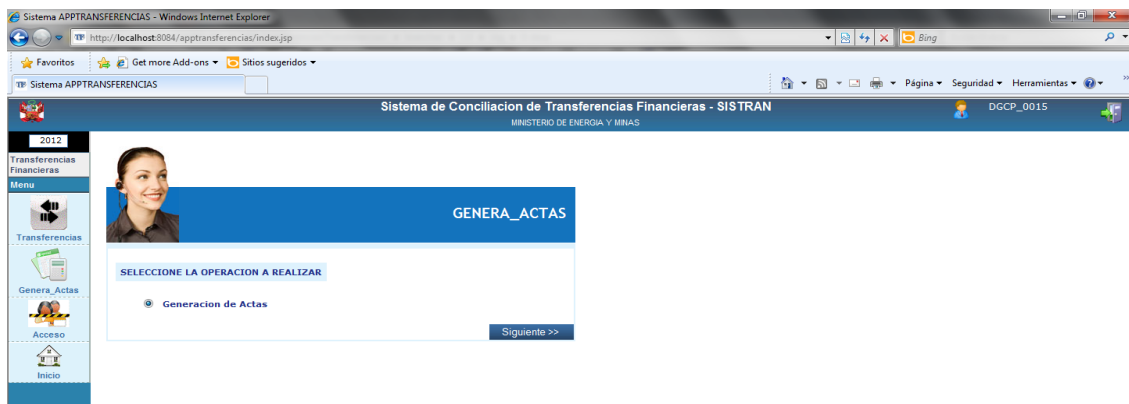 Sistema APPTRANSFERENCIAS - Windows Internet Explorer
http://localhost:8084/apptransferencias/index.jsp
Bing
Favoritos Get more Add-ons Sitios sugeridos
Sistema APPTRANSFERENCIAS
Página Seguridad Herramientas »
Sistema de Conciliacion de Transferencias Financieras - SISTRAN
MINISTERIO DE ENERGIA Y MINAS
DGCP_0015
2012
Transferencias
Financieras
Menu
Transferencias
Genera_Actas
Acceso
Inicio
GENERA_ACTAS
SELECCIONE LA OPERACION A REALIZAR
Generacion de Actas
Siguiente >>